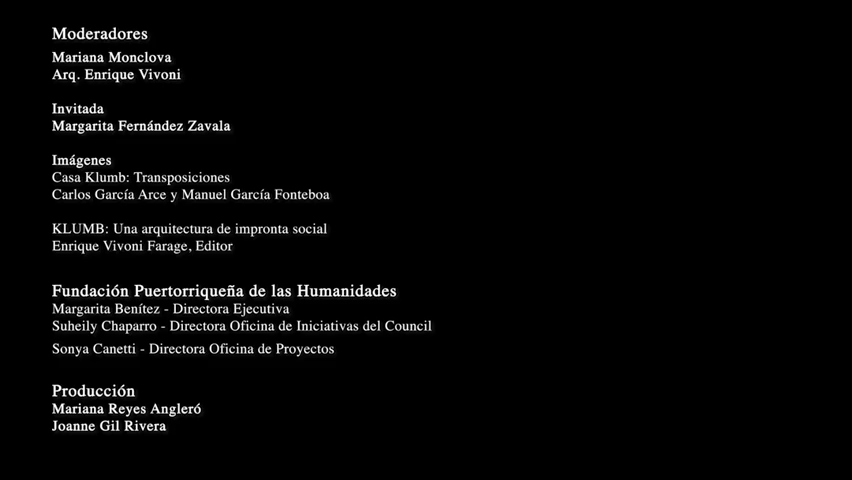 Moderadores
Mariana Monclova
Arq. Enrique Vivoni
Invitada
Margarita Fernández Zavala
Imágenes
Casa Klumb: Transposiciones
Carlos García Arce y Manuel García Fonteboa
KLUMB: Una arquitectura de impronta social
Enrique Vivoni Farage, Editor
Fundación Puertorriqueña de las Humanidades
Margarita Benítez - Directora Ejecutiva
Suheily Chaparro - Directora Oficina de Iniciativas del Council
Sonya Canetti - Directora Oficina de Proyectos
Producción
Mariana Reyes Angleró
Joanne Gil Rivera